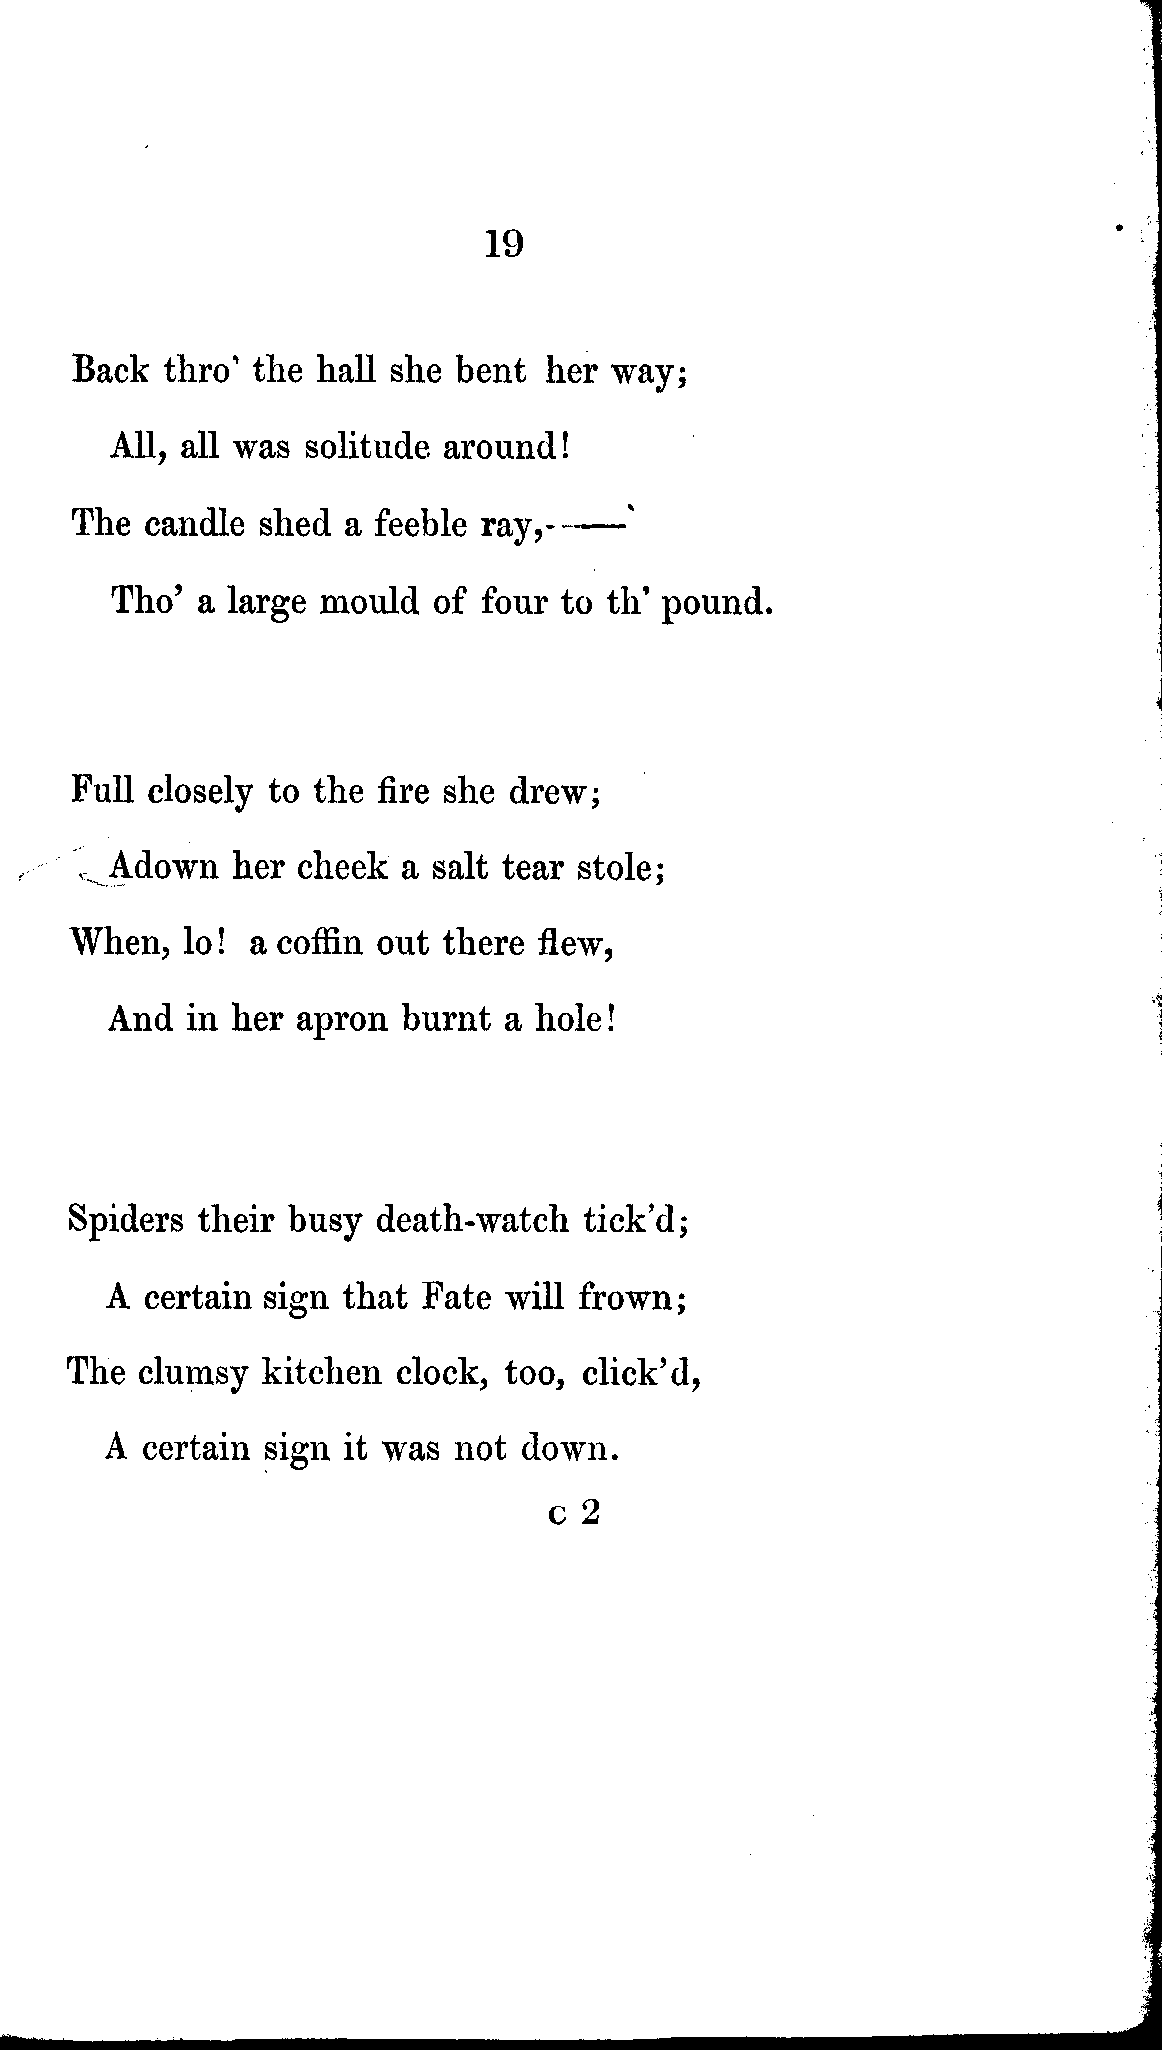 19
Back thro' the hall she bent her way;
All, all was solitude around!
The candle shed a feeble ray,-——
Tho' a large mould of four to th' pound.
Full closely to the fire she drew;
Adown her cheek a salt tear stole;
When, lo! a coffin out there flew,
And in her apron burnt a hole!
Spiders their busy death-watch tick'd;
A certain sign that Fate will frown;
The clumsy kitchen clock, too, click'd,
A certain sign it was not down.
c 2